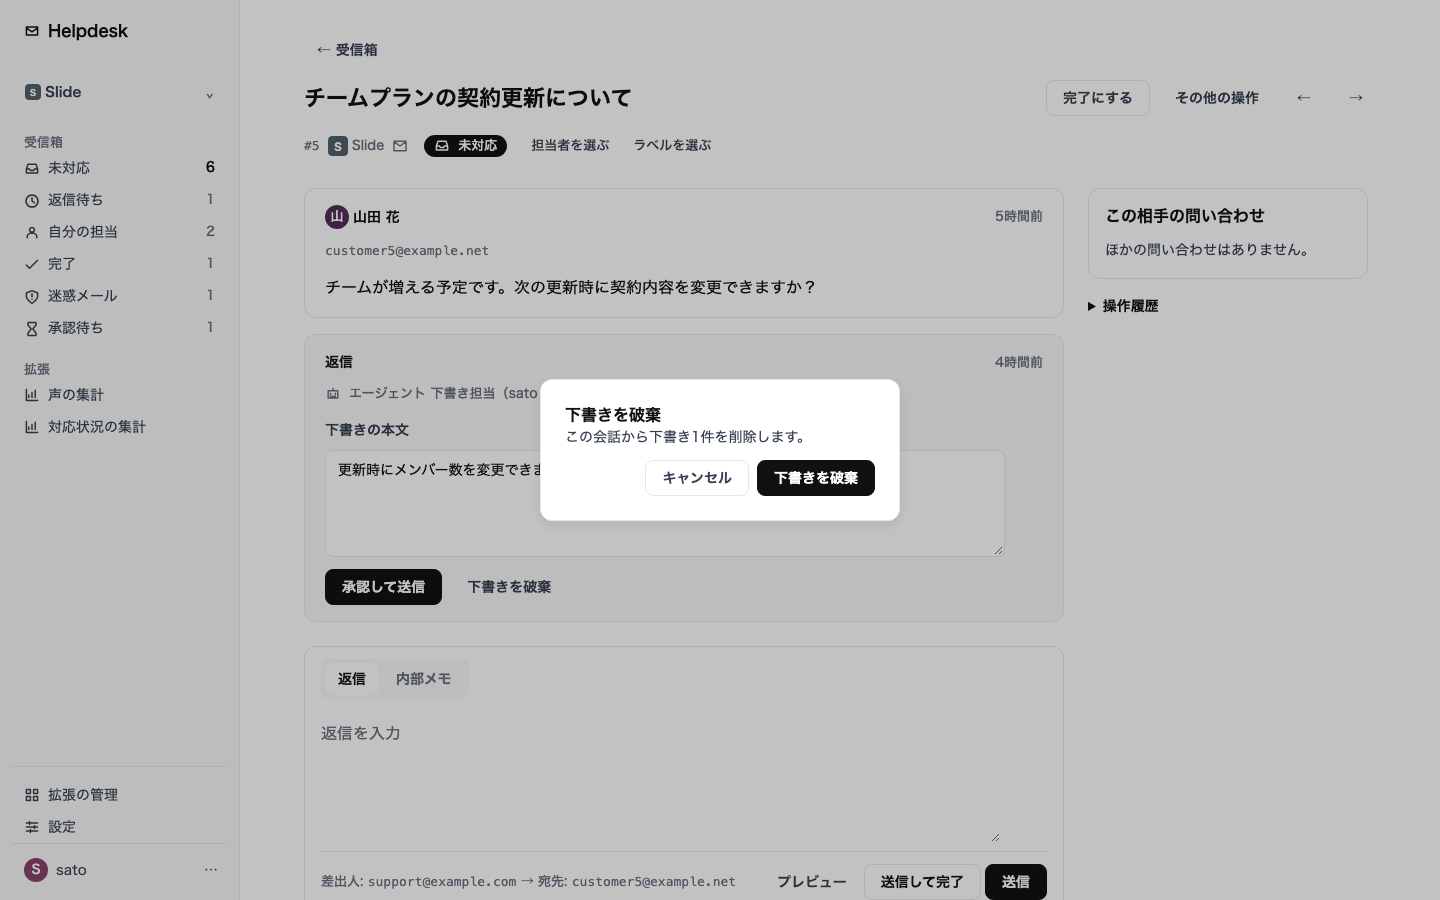 Helpdesk
S Slide
受信箱
未対応 6
返信待ち 1
自分の担当 2
完了 1
迷惑メール 1
承認待ち 1
拡張
声の集計
対応状況の集計
拡張の管理
設定
S sato ...
← 受信箱
チームプランの契約更新について
完了にする その他の操作 ← →
#5 S Slide 未対応 担当者を選ぶ ラベルを選ぶ
山 山田 花 5時間前
customer5@example.net
チームが増える予定です。次の更新時に契約内容を変更できますか？
返信 4時間前
エージェント 下書き担当（sato
下書きの本文
更新時にメンバー数を変更できま
承認して送信 下書きを破棄
下書きを破棄
この会話から下書き1件を削除します。
キャンセル 下書きを破棄
返信 内部メモ
返信を入力
差出人: support@example.com → 宛先: customer5@example.net プレビュー 送信して完了 送信
この相手の問い合わせ
ほかの問い合わせはありません。
▶ 操作履歴